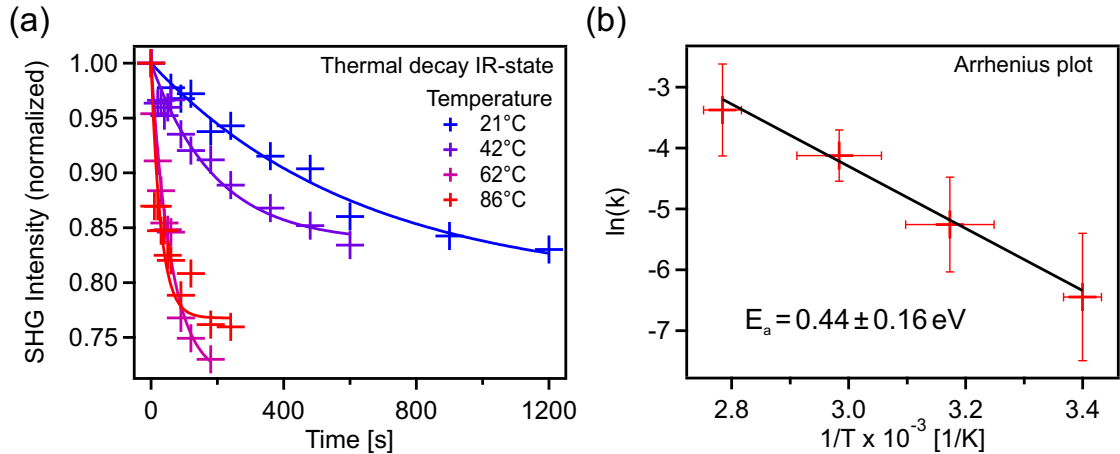 (a)
Thermal decay IR-state
Temperature
21°C
42°C
62°C
86°C
SHG Intensity (normalized)
1.00
0.95
0.90
0.85
0.80
0.75
0
400
800
1200
Time [s]
(b)
Arrhenius plot
ln(k)
-3
-4
-5
-6
-7
Ea = 0.44 ± 0.16 eV
2.8
3.0
3.2
3.4
1/T x 10-3 [1/K]